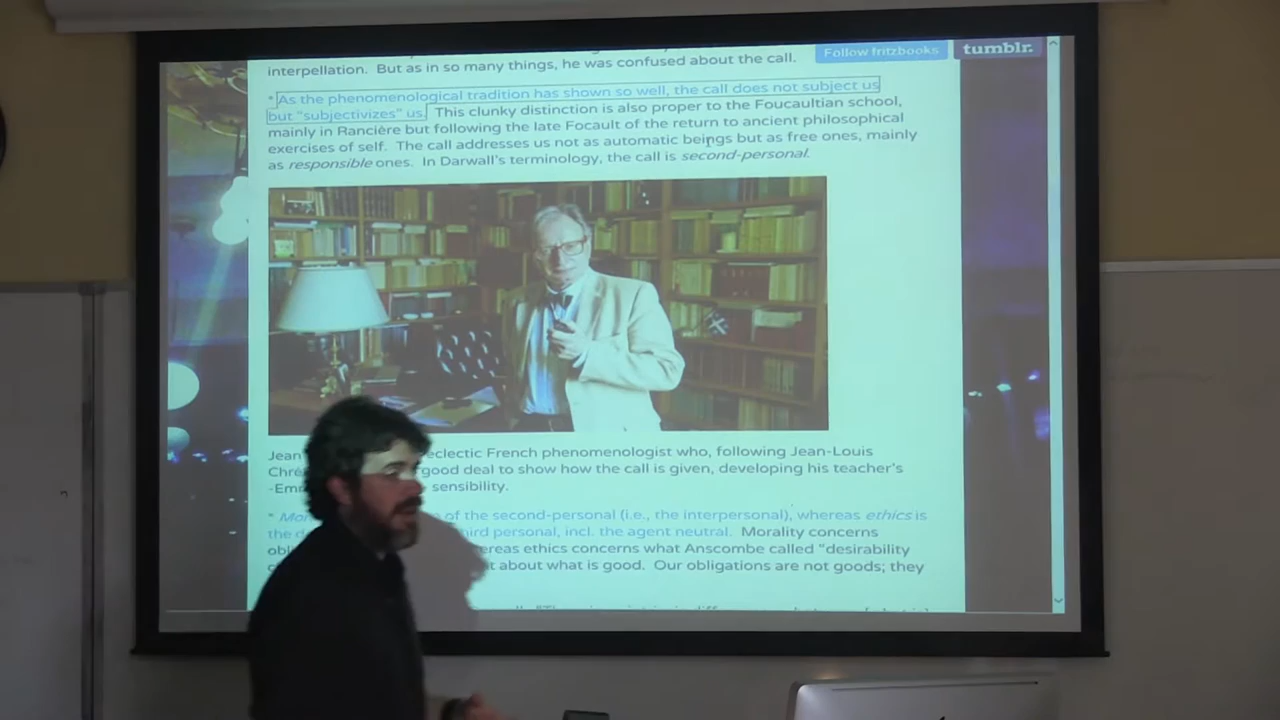 interpellation. But as in so many things, he was confused about the call.
Follow fritzbooks
tumblr.
* As the phenomenological tradition has shown so well, the call does not subject us
but "subjectivizes" us. This clunky distinction is also proper to the Foucaultian school,
mainly in Rancière but following the late Focault of the return to ancient philosophical
exercises of self. The call addresses us not as automatic beings but as free ones, mainly
as responsible ones. In Darwall's terminology, the call is second-personal.
Jean eclectic French phenomenologist who, following Jean-Louis
good deal to show how the call is given, developing his teacher's
sensibility.
* of the second-personal (i.e., the interpersonal), whereas ethics is
the personal, incl. the agent neutral. Morality concerns
ethics concerns what Anscombe called "desirability
about what is good. Our obligations are not goods; they